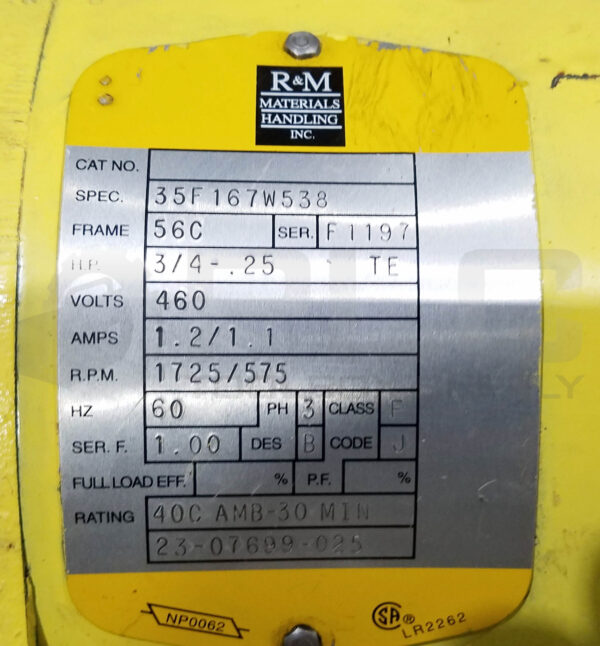 R&M
MATERIALS
HANDLING
INC.
CAT NO.
SPEC. 35F167W538
FRAME 56C SER. F1197
H.P. 3/4-.25 TE
VOLTS 460
AMPS 1.2/1.1
R.P.M. 1725/575
HZ 60 PH 3 CLASS F
SER. F. 1.00 DES B CODE J
FULL LOAD EFF. % P.F. %
RATING 40C AMB-30 MIN
23-07699-025
NP0062
SA®
LR2262